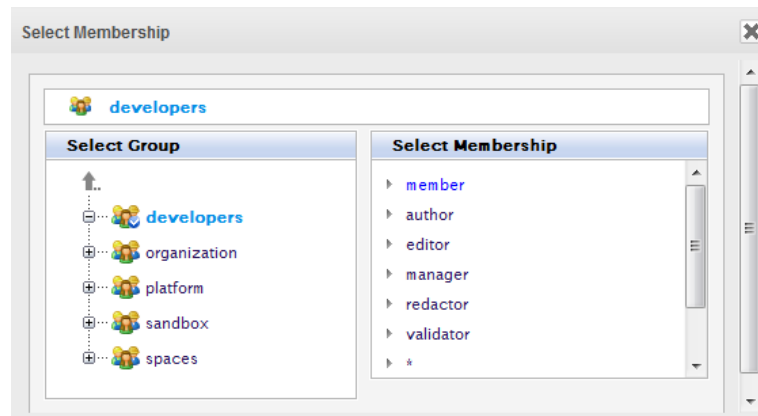 Select Membership
developers
Select Group
..
developers
organization
platform
sandbox
spaces
Select Membership
member
author
editor
manager
redactor
validator
*